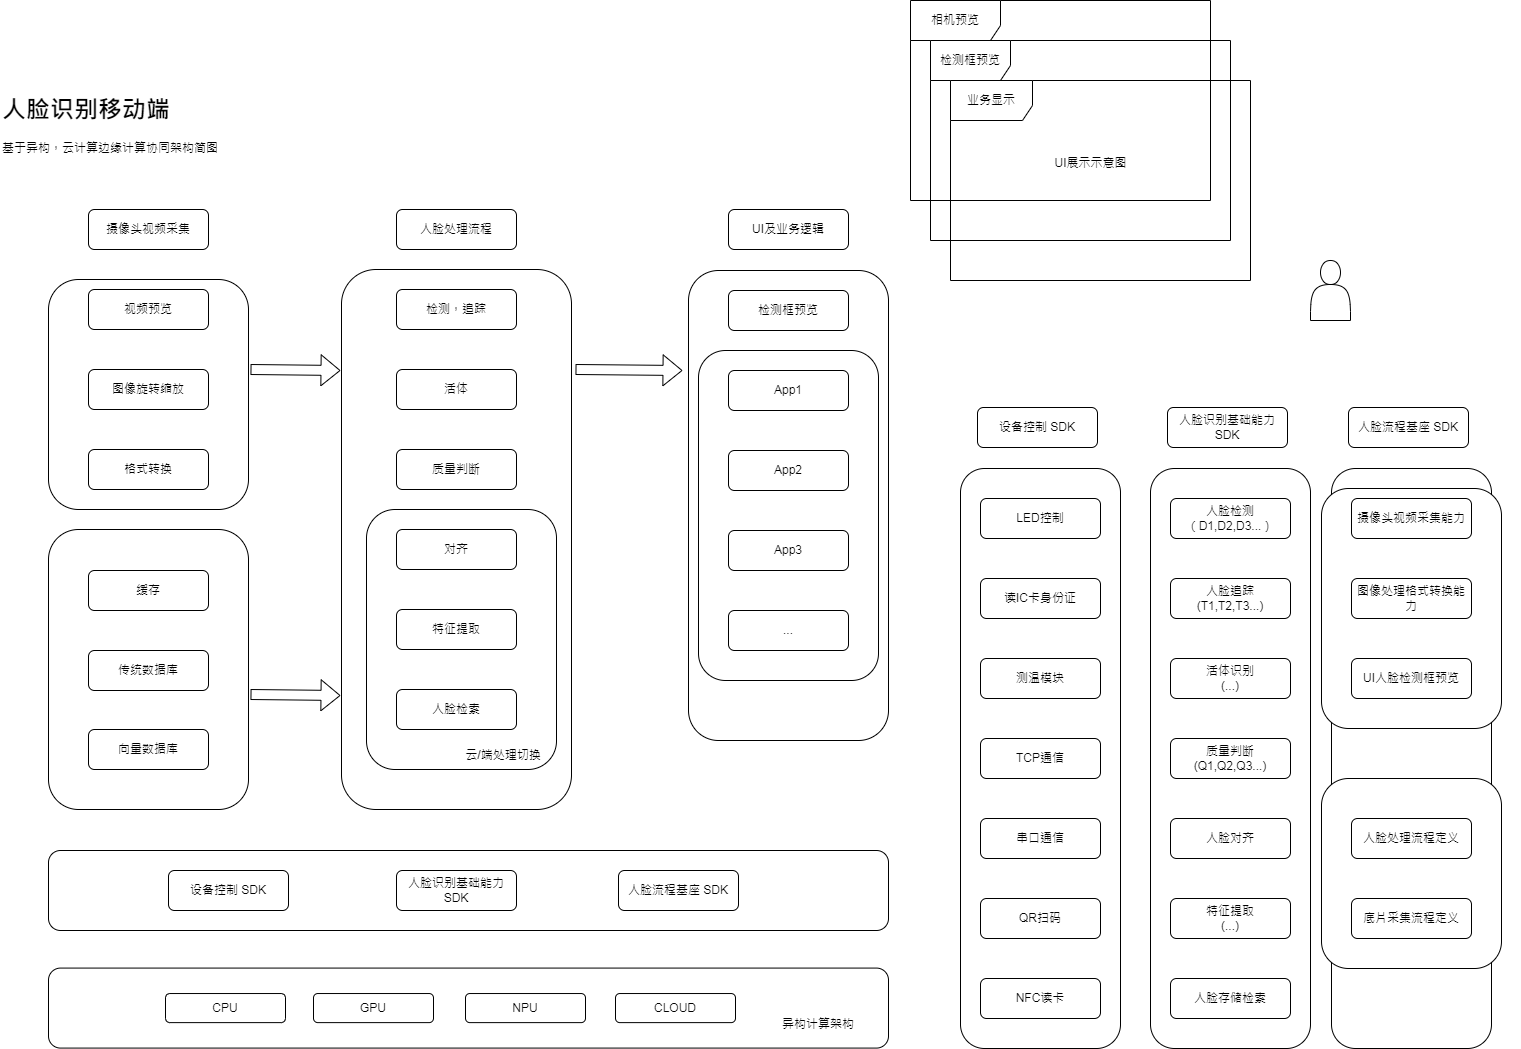 人脸识别移动端
基于异构，云计算边缘计算协同架构简图
相机预览
检测框预览
业务显示
UI展示示意图
摄像头视频采集
视频预览
图像旋转缩放
格式转换
缓存
传统数据库
向量数据库
人脸处理流程
检测，追踪
活体
质量判断
对齐
特征提取
人脸检索
云/端处理切换
UI及业务逻辑
检测框预览
App1
App2
App3
...
设备控制 SDK
人脸识别基础能力
SDK
人脸流程基座 SDK
CPU
GPU
NPU
CLOUD
异构计算架构
设备控制 SDK
LED控制
读IC卡身份证
测温模块
TCP通信
串口通信
QR扫码
NFC读卡
人脸识别基础能力
SDK
人脸检测
（D1,D2,D3...）
人脸追踪
(T1,T2,T3...)
活体识别
(...)
质量判断
(Q1,Q2,Q3...)
人脸对齐
特征提取
(...)
人脸存储检索
人脸流程基座 SDK
摄像头视频采集能力
图像处理格式转换能
力
UI人脸检测框预览
人脸处理流程定义
底片采集流程定义